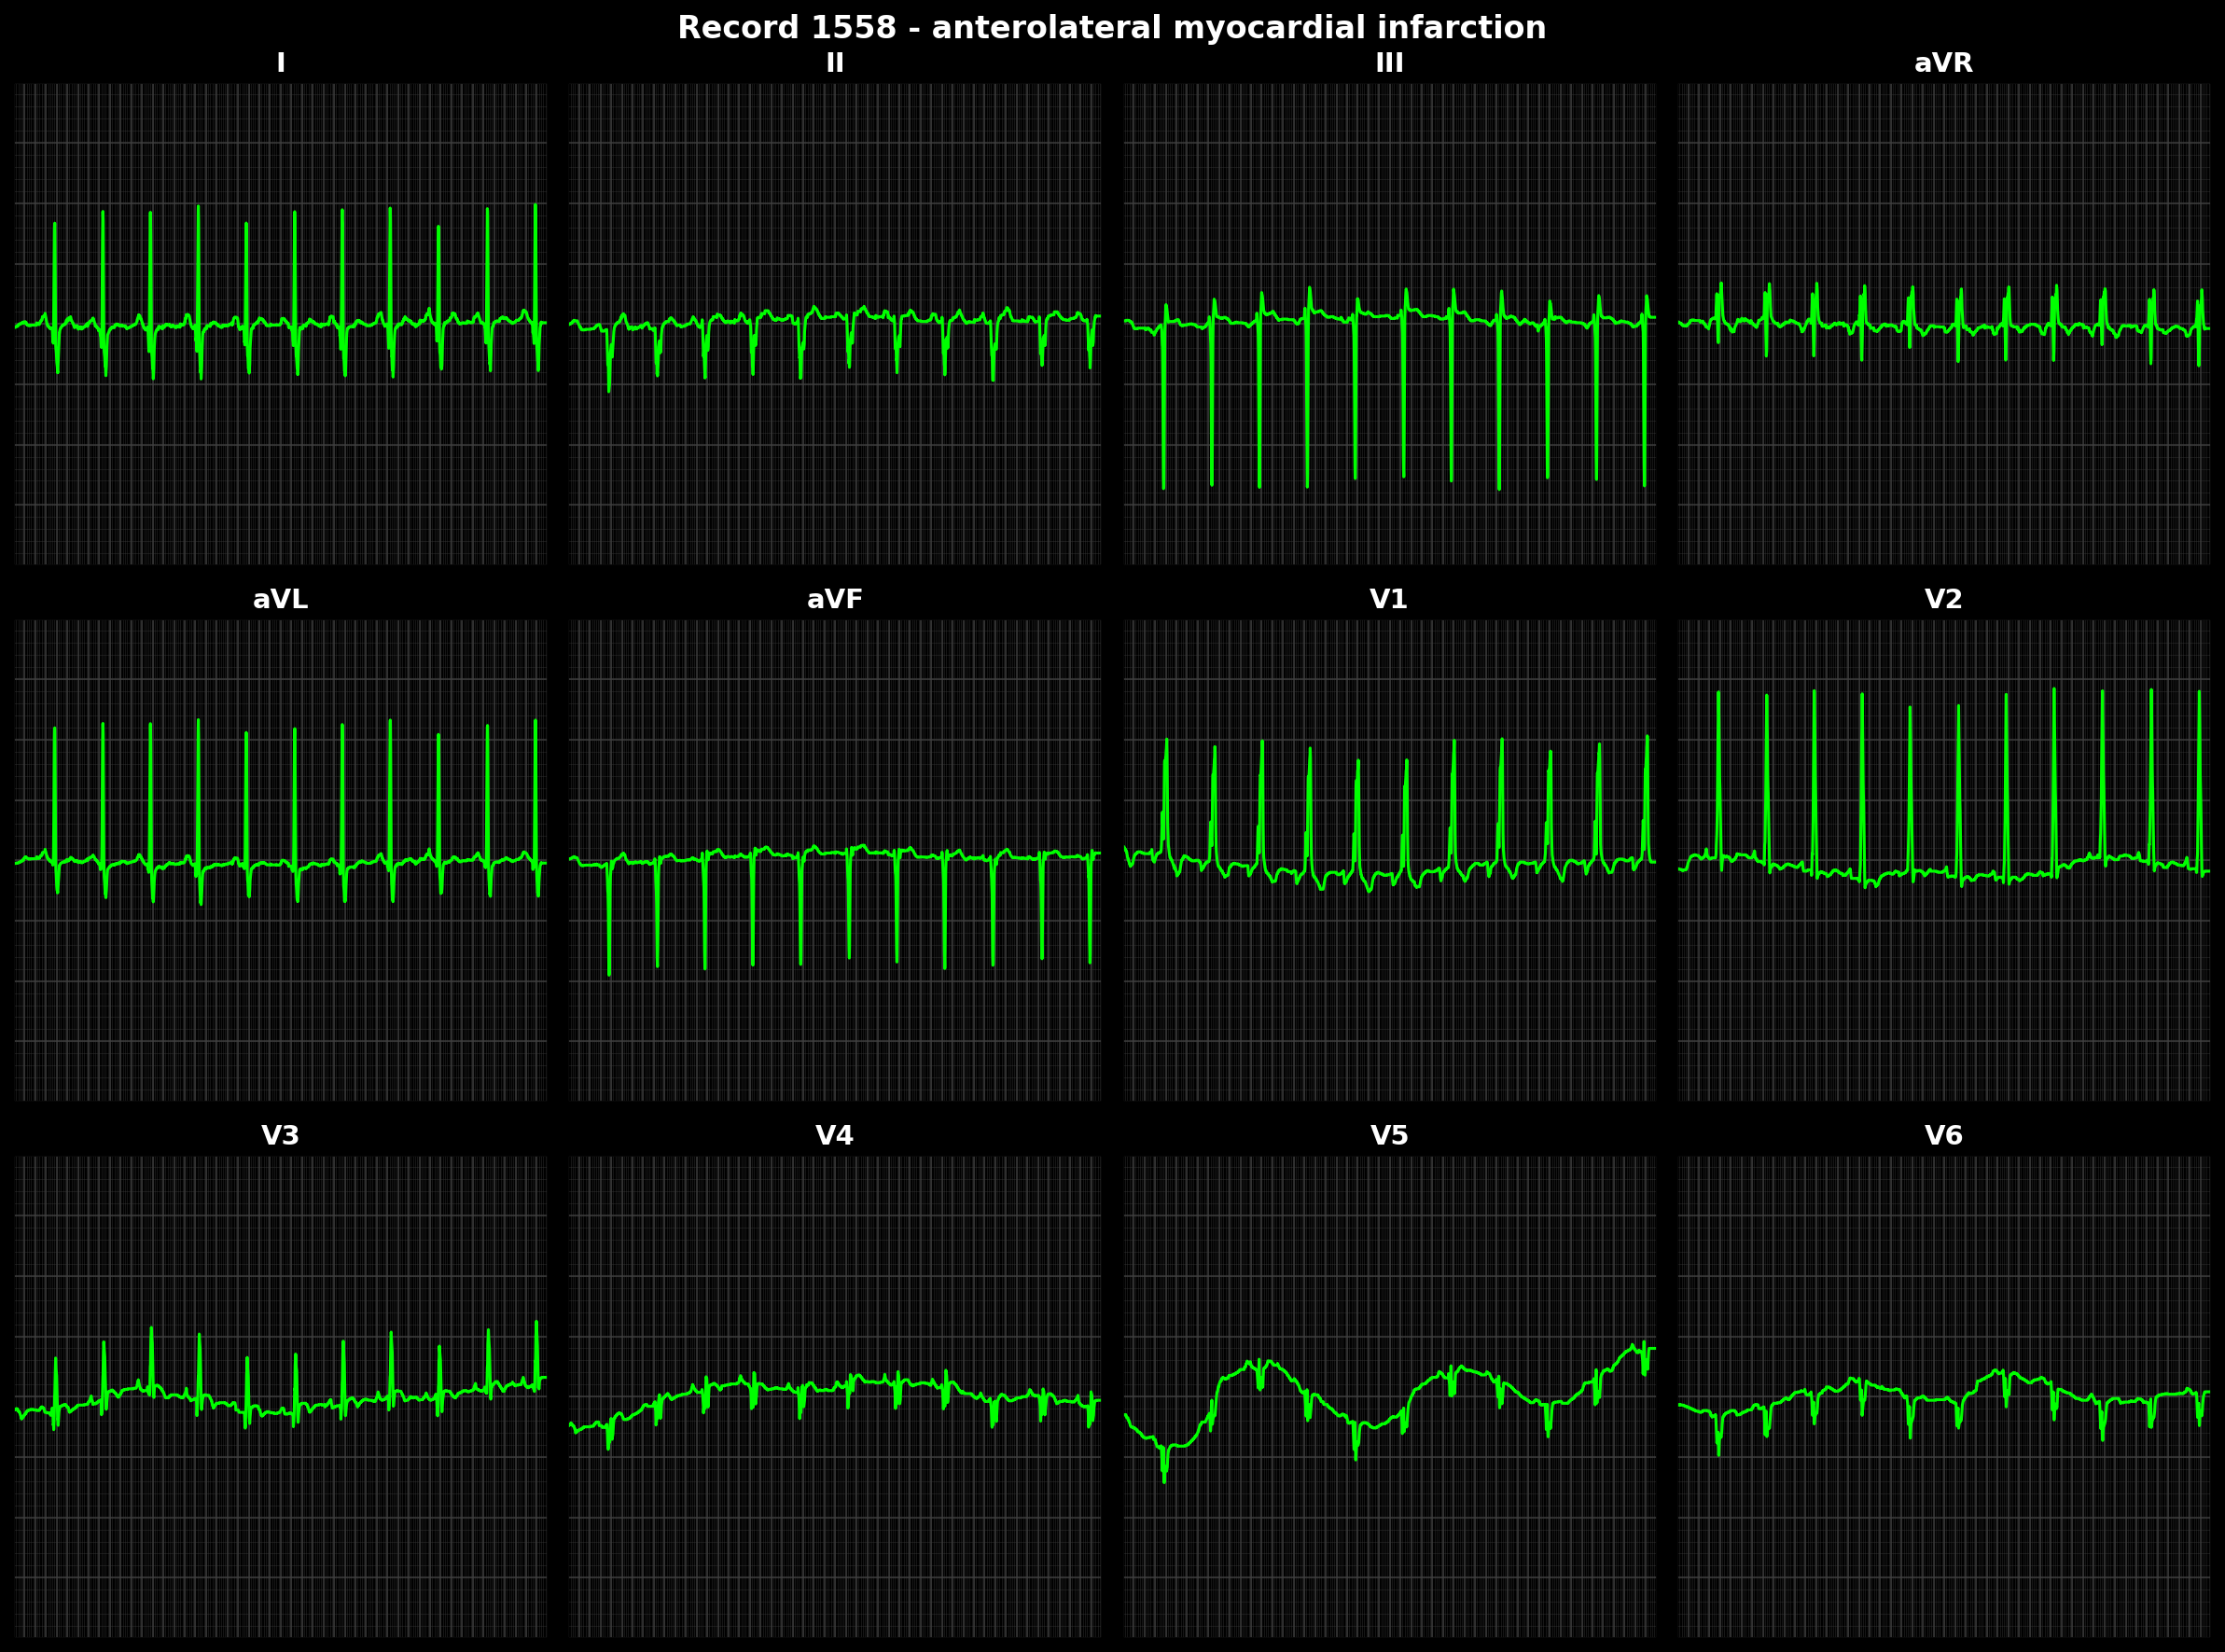 Record 1558 - anterolateral myocardial infarction
I II III aVR
aVL aVF V1 V2
V3 V4 V5 V6